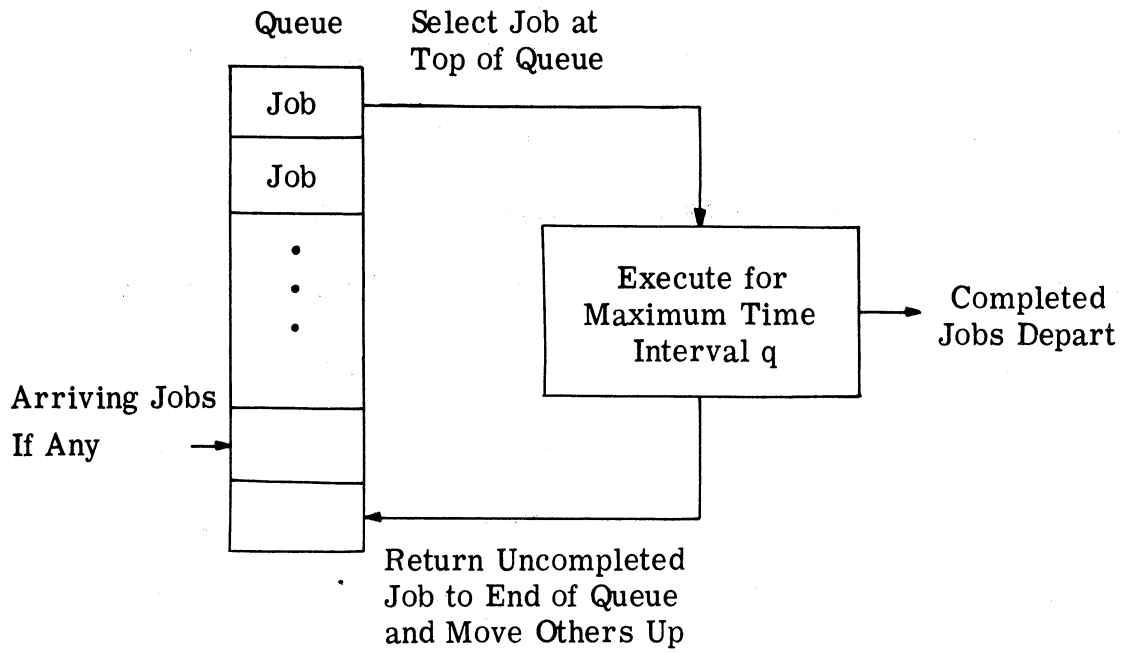 Queue
Select Job at
Top of Queue
Job
Job
Execute for
Maximum Time
Interval q
Completed
Jobs Depart
Arriving Jobs
If Any
Return Uncompleted
Job to End of Queue
and Move Others Up